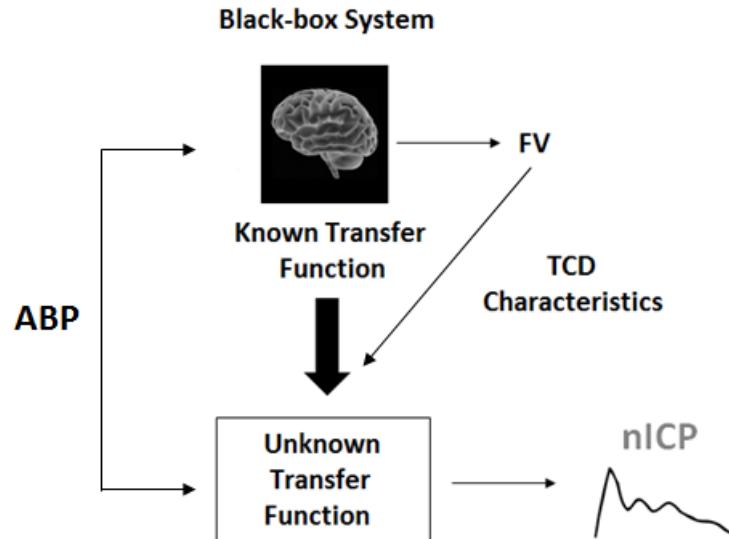 Black-box System
FV
Known Transfer
Function
TCD
Characteristics
ABP
Unknown
Transfer
Function
nICP